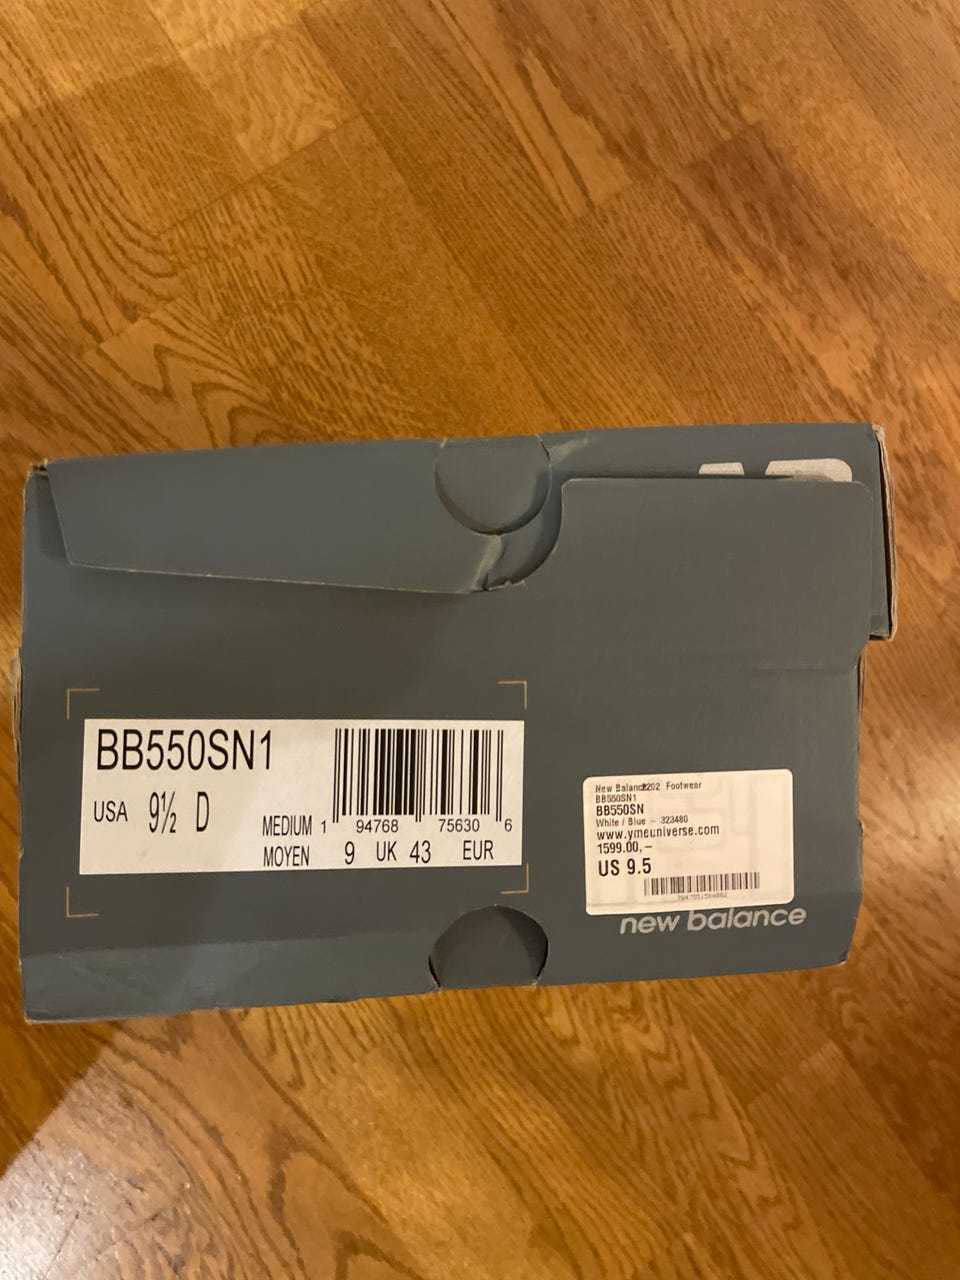 BB550SN1
USA 9½ D
MEDIUM 1 94768 75630 6
MOYEN 9 UK 43 EUR
New Balance 2202 Footwear
BB550SN1
BB550SN
White / Blue - 323480
www.ymeuniverse.com
1599.00,-
US 9.5
new balance